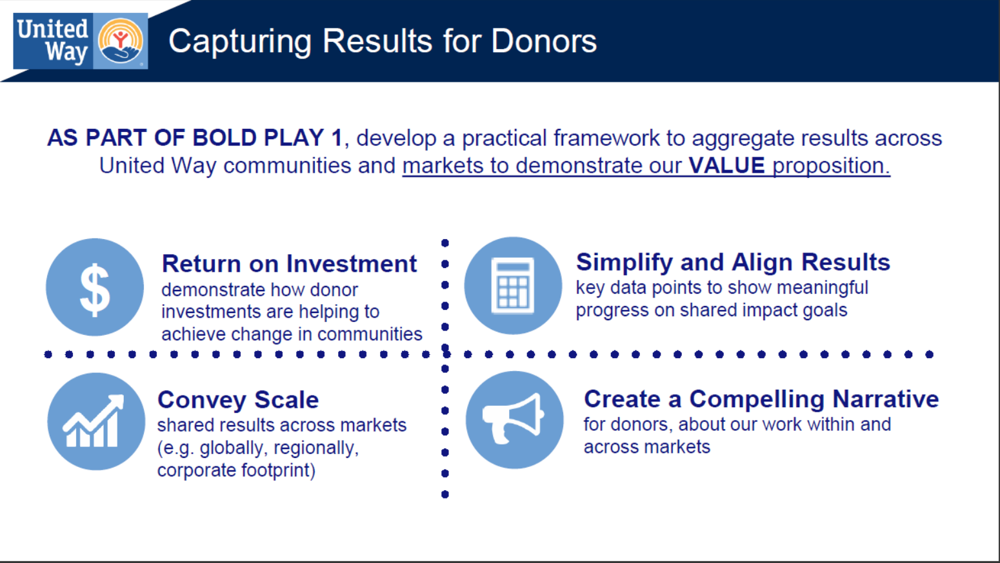 United
Way
Capturing Results for Donors
AS PART OF BOLD PLAY 1, develop a practical framework to aggregate results across
United Way communities and markets to demonstrate our VALUE proposition.
$
Return on Investment
demonstrate how donor
investments are helping to
achieve change in communities
Simplify and Align Results
key data points to show meaningful
progress on shared impact goals
Convey Scale
shared results across markets
(e.g. globally, regionally,
corporate footprint)
Create a Compelling Narrative
for donors, about our work within and
across markets